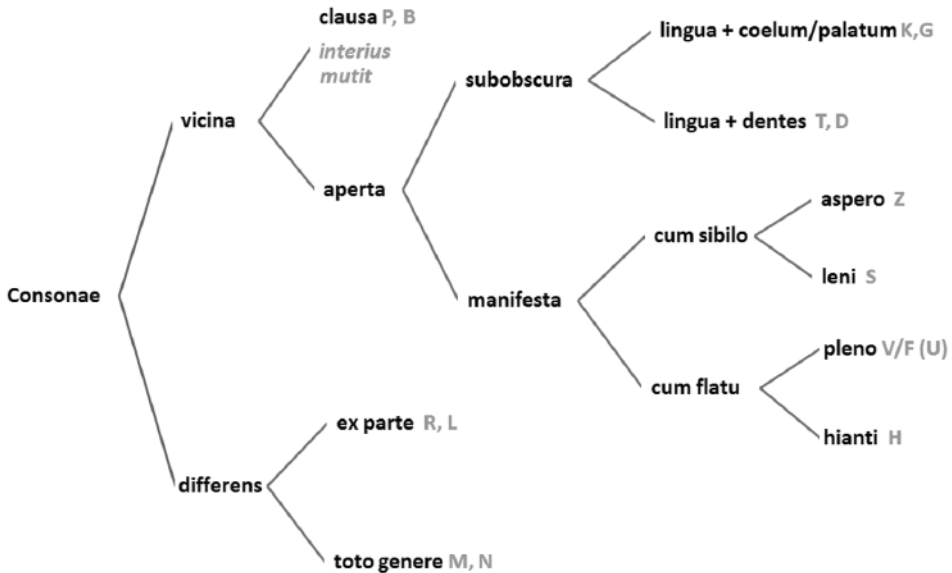 clausa P, B
interius
mutit
lingua + coelum/palatum K,G
subobscura
vicina
lingua + dentes T, D
aperta
aspero Z
cum sibilo
leni S
Consonae
manifesta
pleno V/F (U)
cum flatu
hianti H
ex parte R, L
differens
toto genere M, N